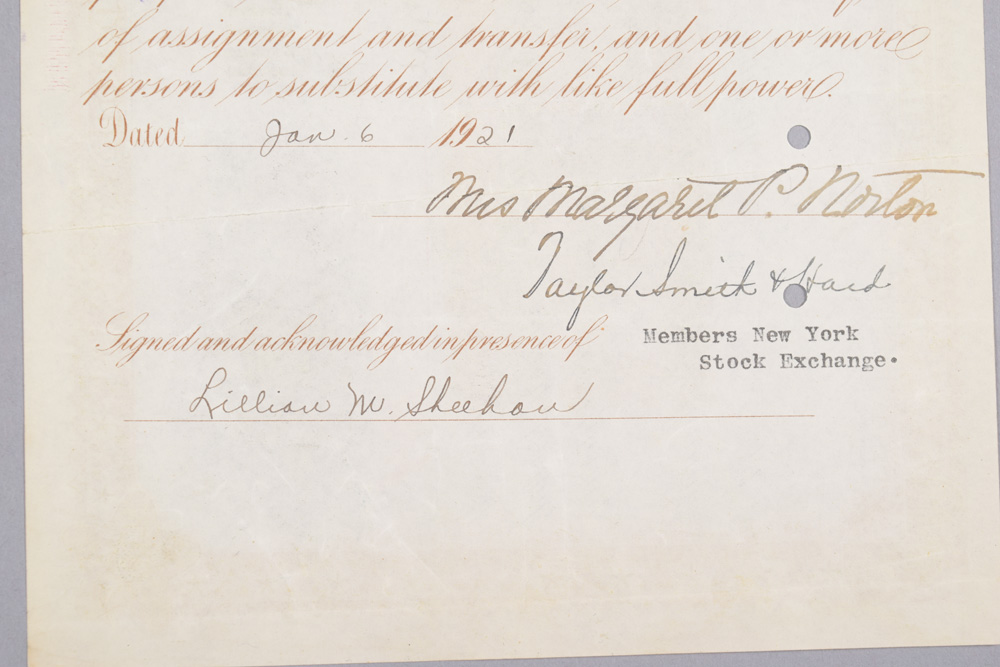 of assignment and transfer, and one or more
persons to substitute with like full power.
Dated Jan. 6 1921
Mrs Margaret P. Norton
Taylor Smith & Hard
Signed and acknowledged in presence of
Members New York
Stock Exchange.
Lillian M. Sheehan